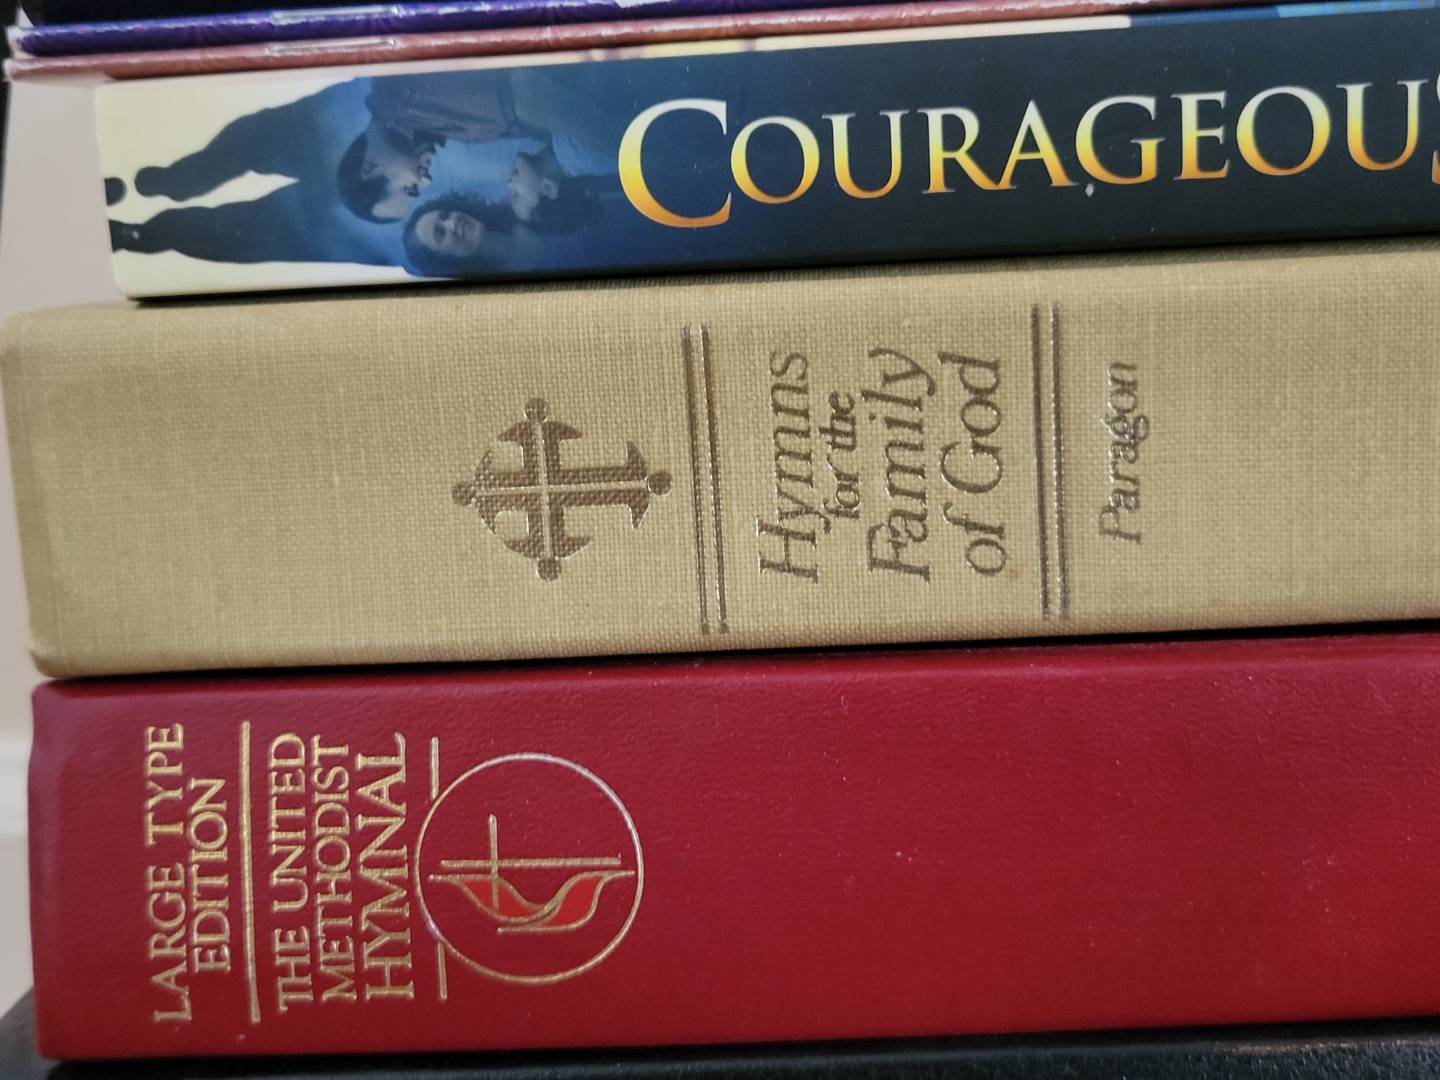 COURAGEOUS
Hymns
for the
Family
of God
Paragon
LARGE TYPE
EDITION
THE UNITED
METHODIST
HYMNAL